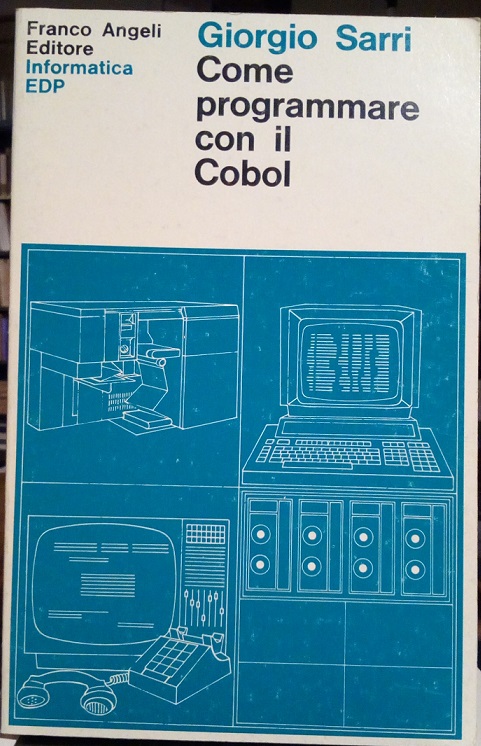 Franco Angeli
Editore
Informatica
EDP
Giorgio Sarri
Come
programmare
con il
Cobol